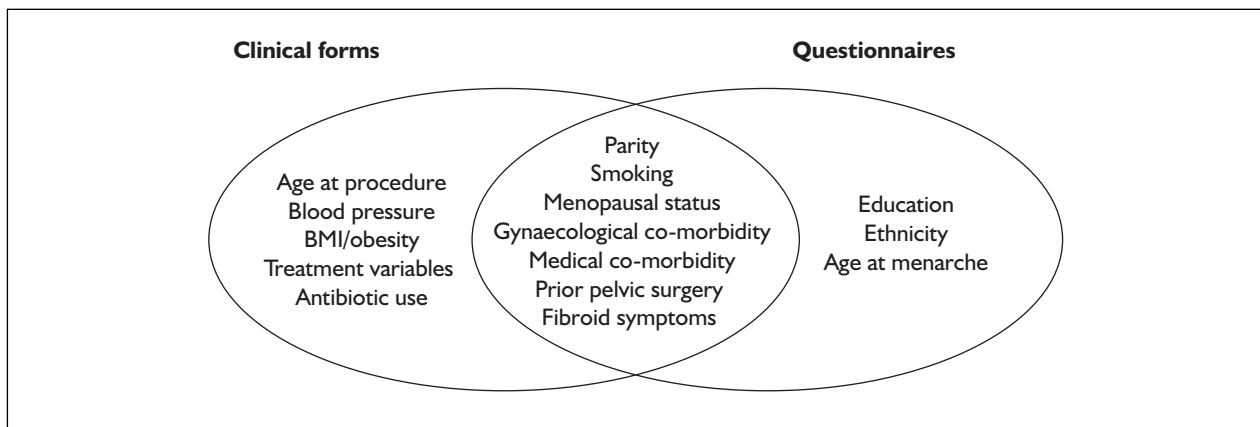 Clinical forms
Questionnaires
Age at procedure
Blood pressure
BMI/obesity
Treatment variables
Antibiotic use
Parity
Smoking
Menopausal status
Gynaecological co-morbidity
Medical co-morbidity
Prior pelvic surgery
Fibroid symptoms
Education
Ethnicity
Age at menarche